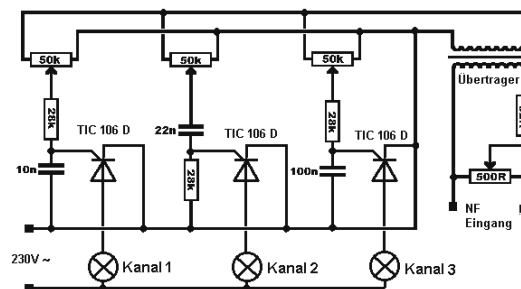 50k
50k
50k
Übertrager
28k
TIC 106 D
22n
TIC 106 D
TIC 106 D
10n
28k
100n
28k
500R
NF
Eingang
230V ~
Kanal 1
Kanal 2
Kanal 3